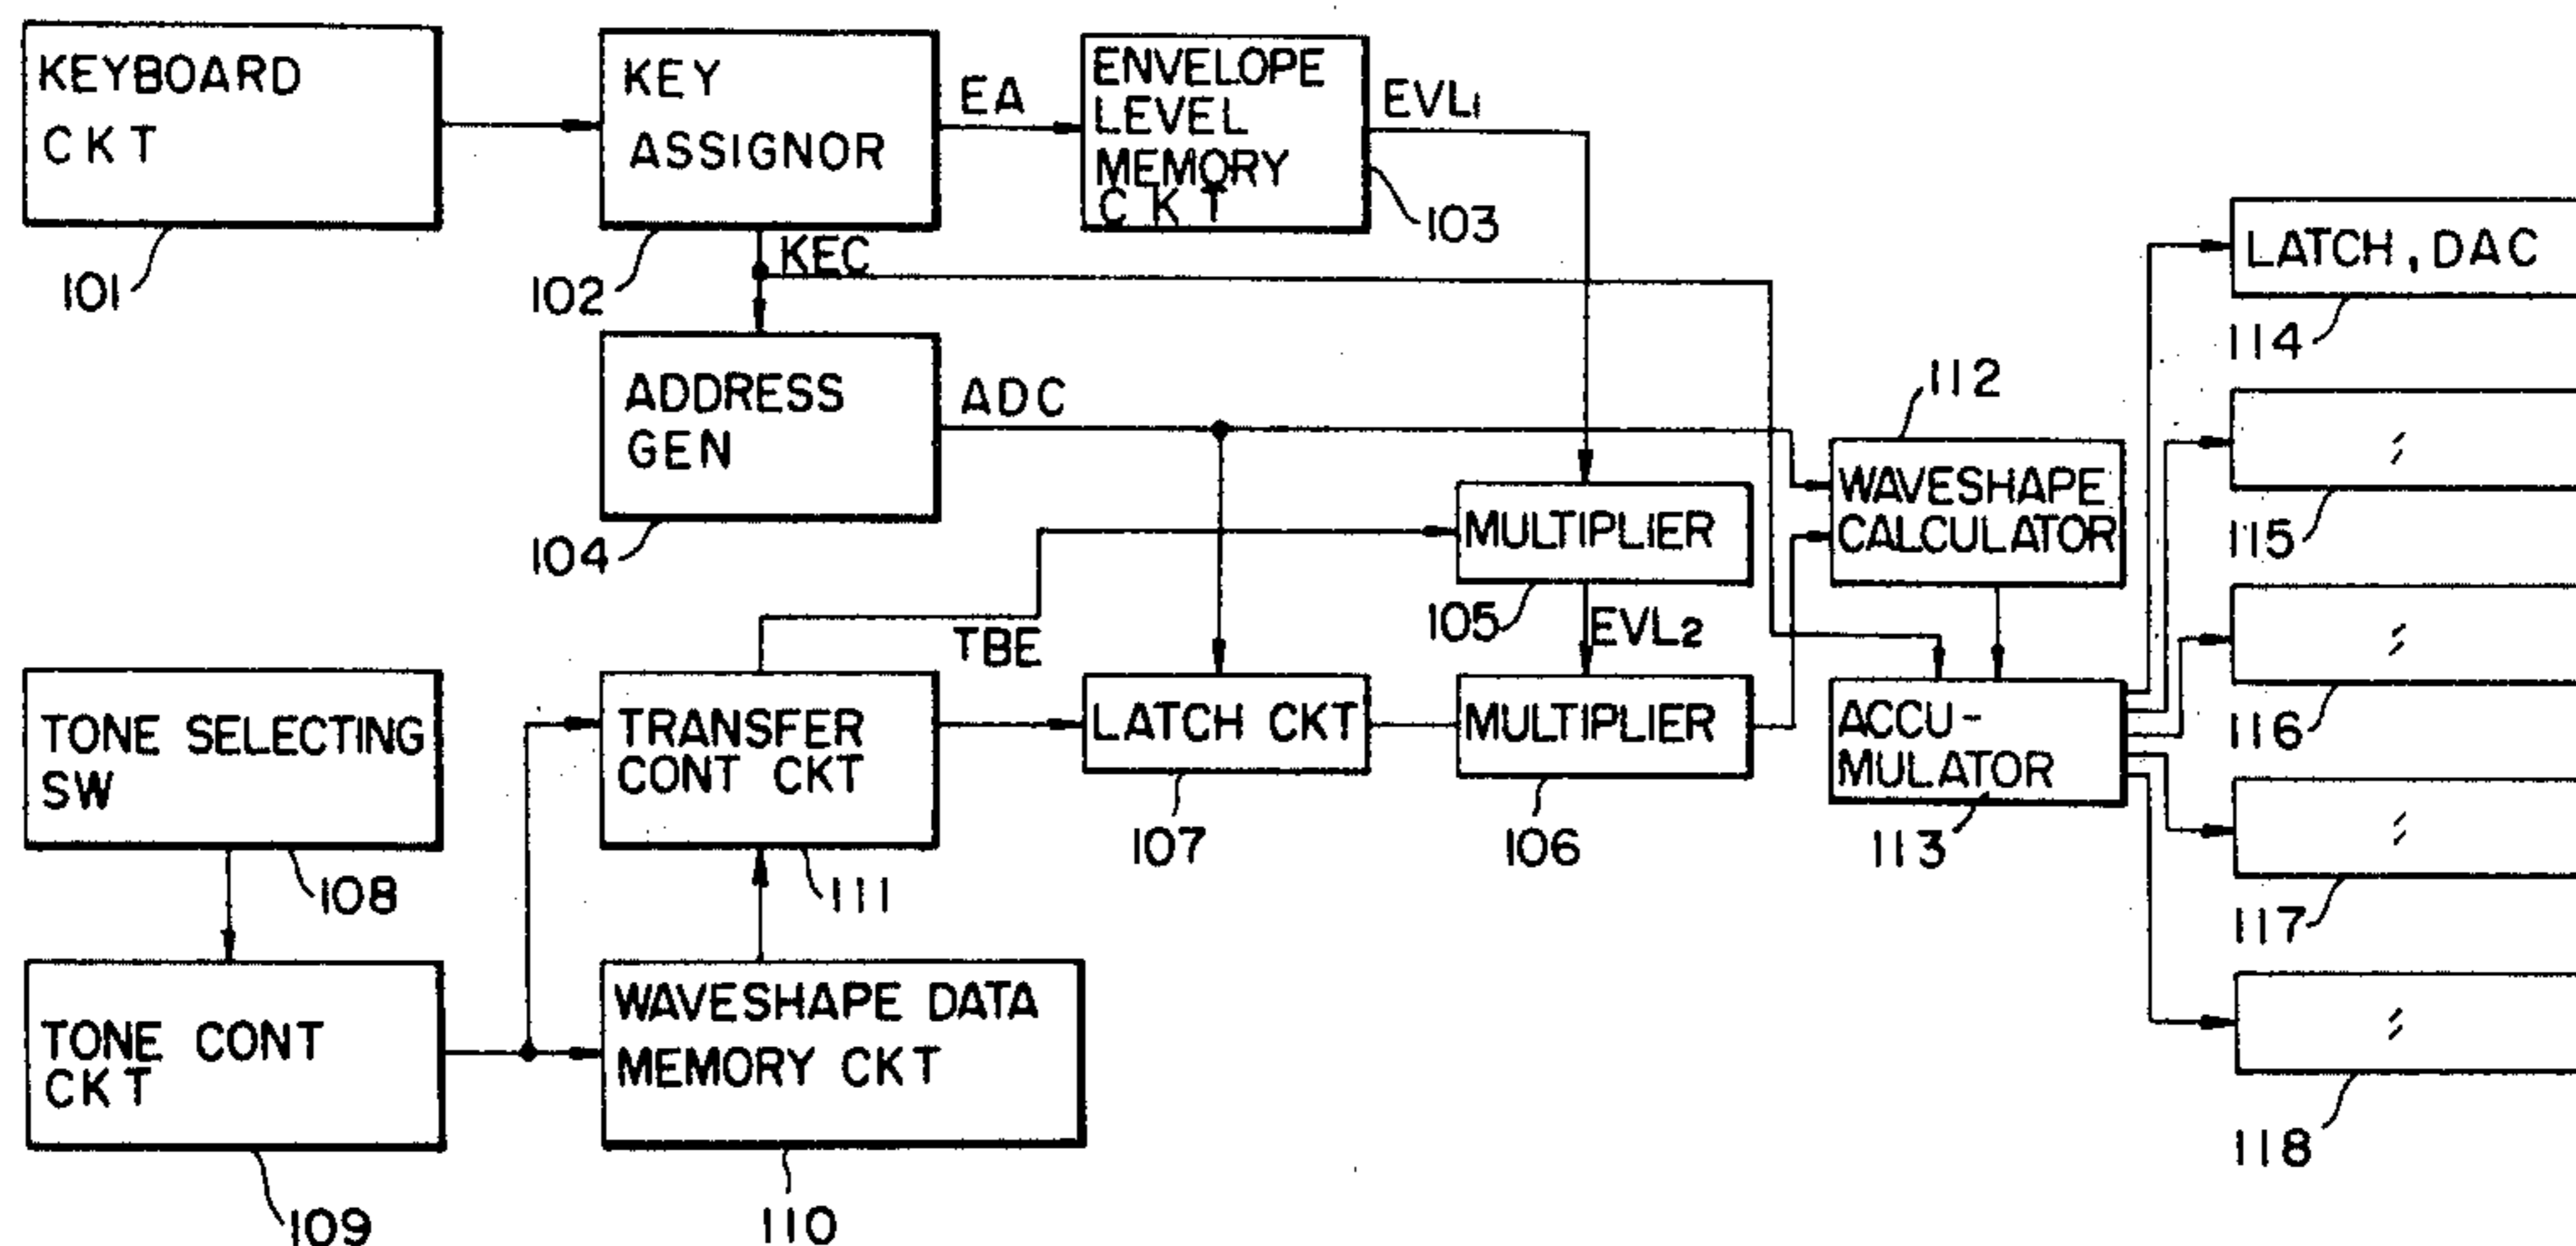 KEYBOARD
CKT
101
KEY
ASSIGNOR
102
EA
ENVELOPE
LEVEL
MEMORY
CKT
103
EVL1
KEC
ADDRESS
GEN
104
ADC
MULTIPLIER
105
EVL2
TBE
WAVESHAPE
CALCULATOR
112
LATCH, DAC
114
〃
115
〃
116
〃
117
〃
118
TONE SELECTING
SW
108
TRANSFER
CONT CKT
111
LATCH CKT
107
MULTIPLIER
106
ACCU-
MULATOR
113
TONE CONT
CKT
109
WAVESHAPE DATA
MEMORY CKT
110